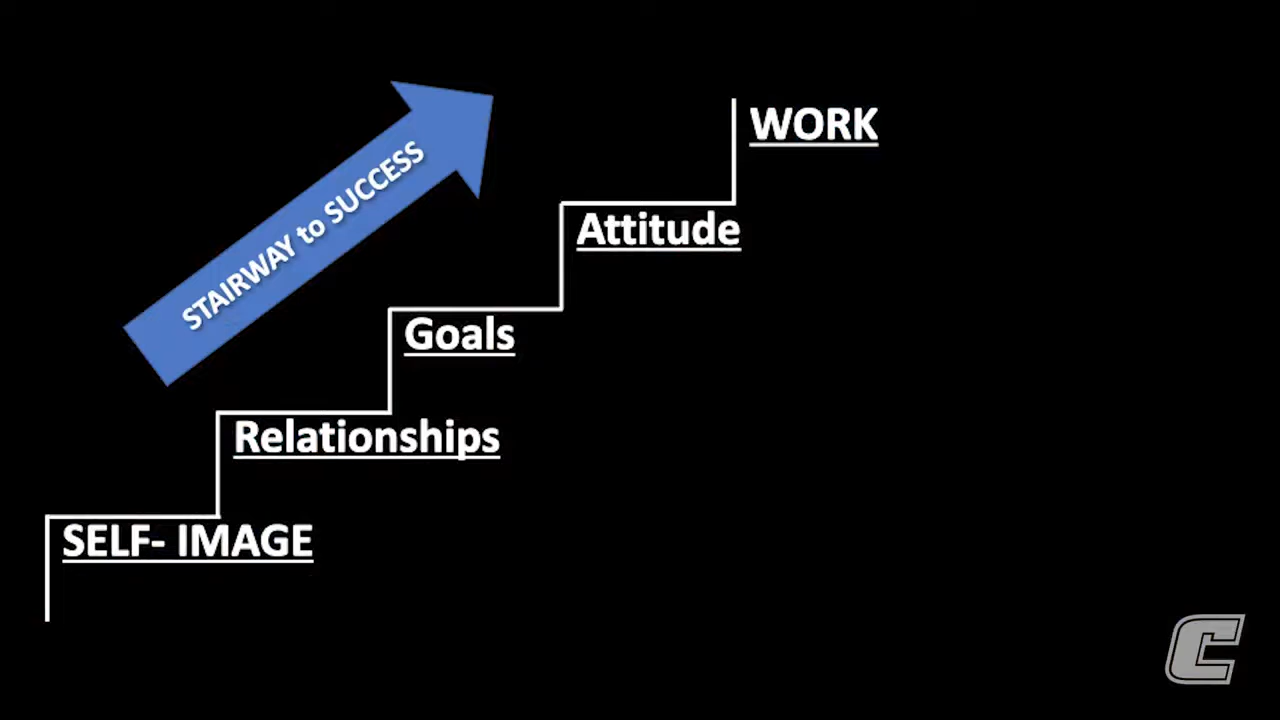 WORK
STAIRWAY to SUCCESS
Attitude
Goals
Relationships
SELF- IMAGE
C